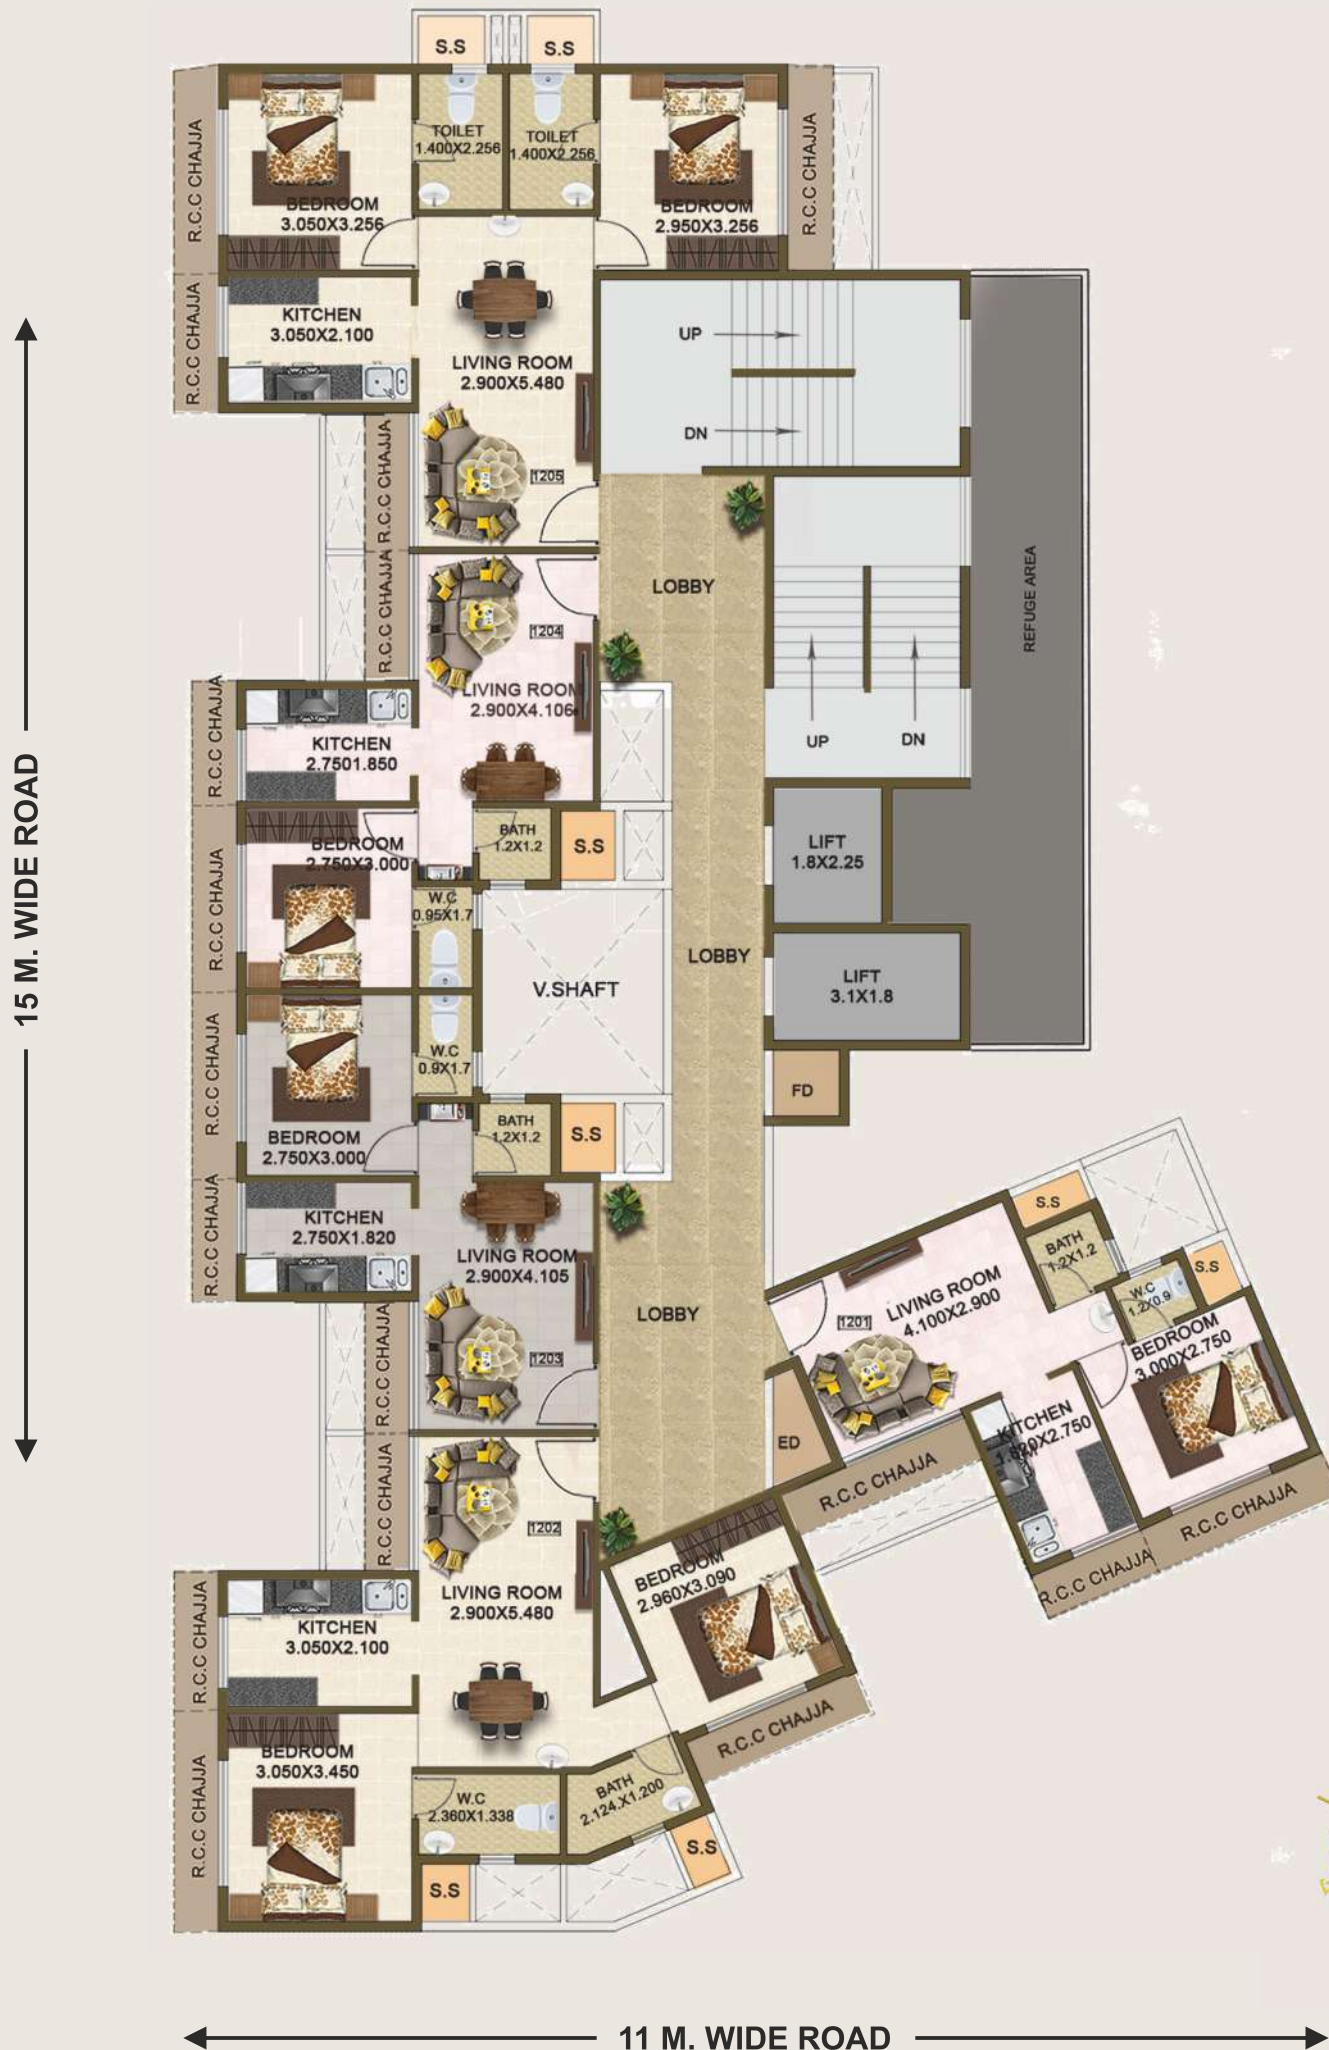 S.S
S.S
TOILET
1.400X2.256
TOILET
1.400X2.256
R.C.C CHAJJA
BEDROOM
3.050X3.256
BEDROOM
2.950X3.256
R.C.C CHAJJA
R.C.C CHAJJA
KITCHEN
3.050X2.100
LIVING ROOM
2.900X5.480
UP
DN
R.C.C CHAJJA
1205
LOBBY
REFUGE AREA
R.C.C CHAJJA
1204
LIVING ROOM
2.900X4.106
R.C.C CHAJJA
KITCHEN
2.7501.850
UP
DN
15 M. WIDE ROAD
R.C.C CHAJJA
BEDROOM
2.750X3.000
BATH
1.2X1.2
S.S
LIFT
1.8X2.25
W.C
0.95X1.7
LOBBY
V.SHAFT
LIFT
3.1X1.8
R.C.C CHAJJA
W.C
0.9X1.7
FD
BEDROOM
2.750X3.000
BATH
1.2X1.2
S.S
R.C.C CHAJJA
KITCHEN
2.750X1.820
LIVING ROOM
2.900X4.105
LOBBY
R.C.C CHAJJA
1203
S.S
BATH
1.2X1.2
S.S
W.C
1.2X0.9
LIVING ROOM
4.100X2.900
1201
BEDROOM
3.000X2.750
KITCHEN
1.820X2.750
ED
R.C.C CHAJJA
R.C.C CHAJJA
R.C.C CHAJJA
R.C.C CHAJJA
1202
BEDROOM
2.960X3.090
LIVING ROOM
2.900X5.480
R.C.C CHAJJA
KITCHEN
3.050X2.100
R.C.C CHAJJA
R.C.C CHAJJA
BEDROOM
3.050X3.450
W.C
2.360X1.338
BATH
2.124.X1.200
S.S
S.S
11 M. WIDE ROAD